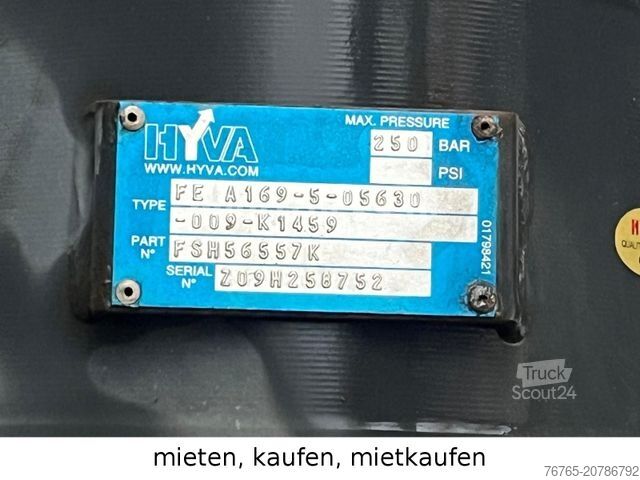 HYVA
WWW.HYVA.COM
MAX. PRESSURE
250 BAR
PSI
TYPE FE A169-5-05630
-009-K1459
PART N° FSH56557K
SERIAL N° Z09H258752
01798421
Truck
Scout24
mieten, kaufen, mietkaufen
76765-20786792